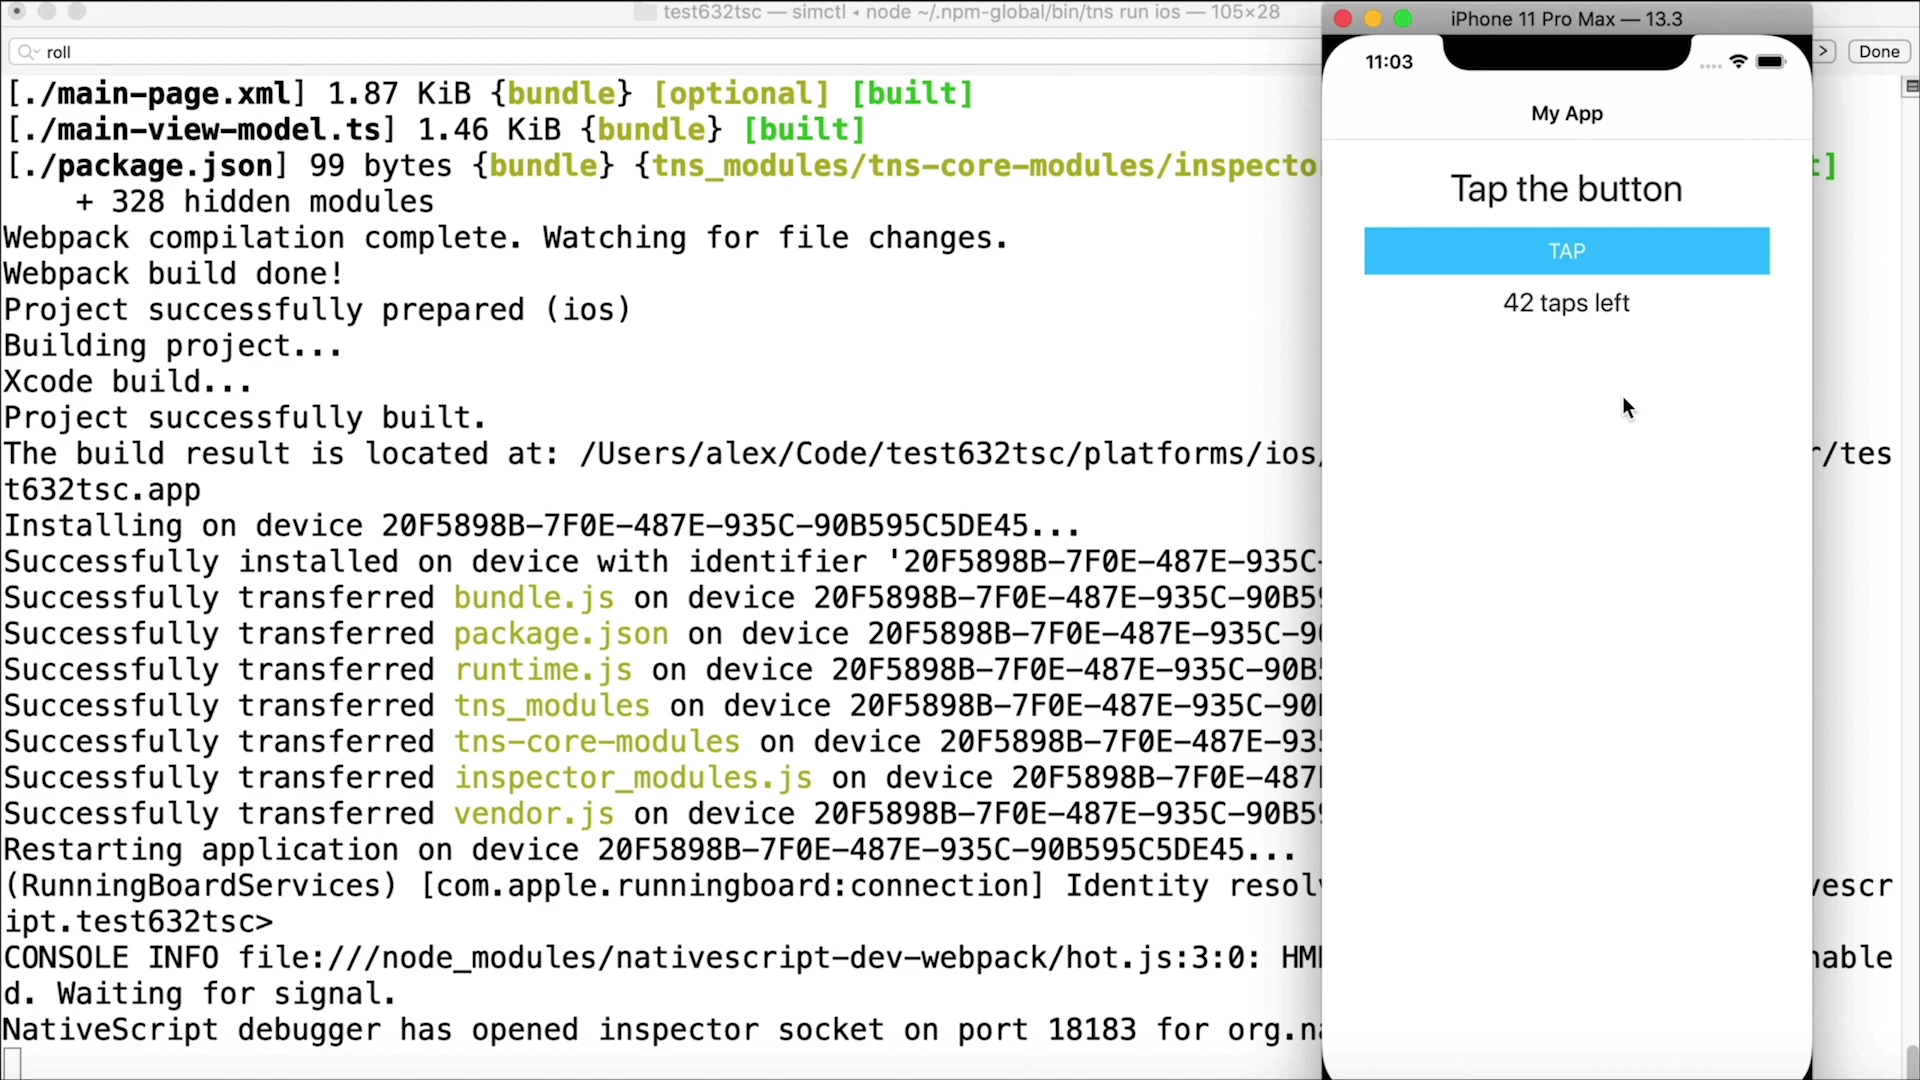 test632tsc — simctl ◂ node ~/.npm-global/bin/tns run ios — 105×28
roll
Done
[./main-page.xml] 1.87 KiB {bundle} [optional] [built]
[./main-view-model.ts] 1.46 KiB {bundle} [built]
[./package.json] 99 bytes {bundle} {tns_modules/tns-core-modules/inspecto t]
+ 328 hidden modules
Webpack compilation complete. Watching for file changes.
Webpack build done!
Project successfully prepared (ios)
Building project...
Xcode build...
Project successfully built.
The build result is located at: /Users/alex/Code/test632tsc/platforms/ios/ r/tes
t632tsc.app
Installing on device 20F5898B-7F0E-487E-935C-90B595C5DE45...
Successfully installed on device with identifier '20F5898B-7F0E-487E-935C-
Successfully transferred bundle.js on device 20F5898B-7F0E-487E-935C-90B59
Successfully transferred package.json on device 20F5898B-7F0E-487E-935C-90
Successfully transferred runtime.js on device 20F5898B-7F0E-487E-935C-90B5
Successfully transferred tns_modules on device 20F5898B-7F0E-487E-935C-90
Successfully transferred tns-core-modules on device 20F5898B-7F0E-487E-935
Successfully transferred inspector_modules.js on device 20F5898B-7F0E-487
Successfully transferred vendor.js on device 20F5898B-7F0E-487E-935C-90B59
Restarting application on device 20F5898B-7F0E-487E-935C-90B595C5DE45...
(RunningBoardServices) [com.apple.runningboard:connection] Identity resolv vescr
ipt.test632tsc>
CONSOLE INFO file:///node_modules/nativescript-dev-webpack/hot.js:3:0: HM nable
d. Waiting for signal.
NativeScript debugger has opened inspector socket on port 18183 for org.na
iPhone 11 Pro Max — 13.3
11:03
My App
Tap the button
TAP
42 taps left